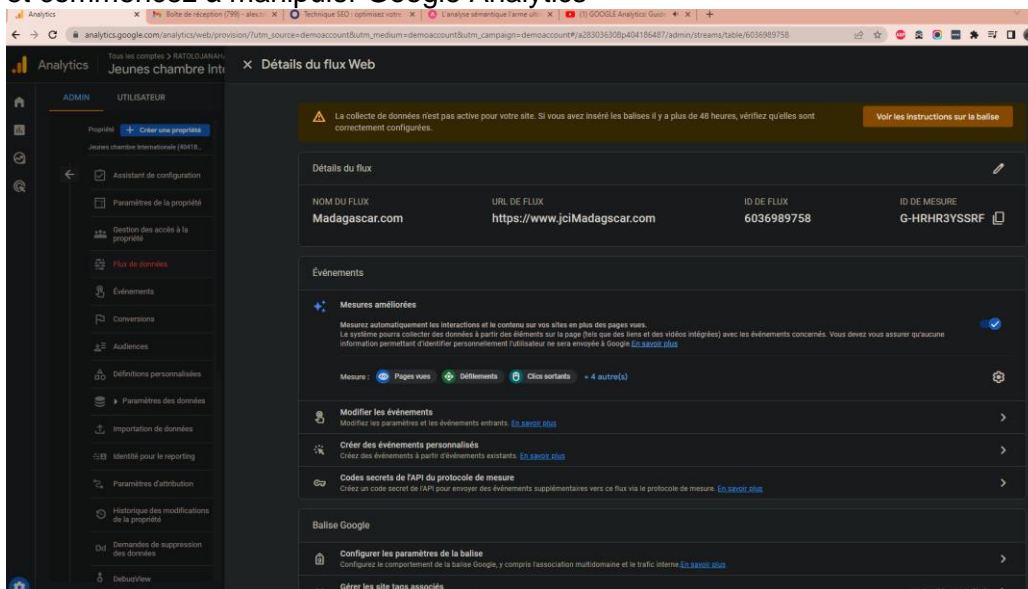 et commencez à manipuler Google Analytics
Analytics
Boîte de réception (799) - alex.n
Technique SEO : optimisez votre
L'analyse sémantique l'arme ulti
(1) GOOGLE Analytics: Guide
analytics.google.com/analytics/web/provision/?utm_source=demoaccount&utm_medium=demoaccount&utm_campaign=demoaccount#/a283036308p404186487/admin/streams/table/6036989758
Analytics
Tous les comptes > RATOLOJANAH
Jeunes chambre Inte
Détails du flux Web
ADMIN
UTILISATEUR
Propriété
+ Créer une propriété
Jeunes chambre Internationale (40418...
Assistant de configuration
Paramètres de la propriété
Gestion des accès à la
propriété
Flux de données
Événements
Conversions
Audiences
Définitions personnalisées
Paramètres des données
Importation de données
Identité pour le reporting
Paramètres d'attribution
Historique des modifications
de la propriété
Dd
Demandes de suppression
des données
DebugView
La collecte de données n'est pas active pour votre site. Si vous avez inséré les balises il y a plus de 48 heures, vérifiez qu'elles sont
correctement configurées.
Voir les instructions sur la balise
Détails du flux
NOM DU FLUX
Madagascar.com
URL DE FLUX
https://www.jciMadagscar.com
ID DE FLUX
6036989758
ID DE MESURE
G-HRHR3YSSRF
Événements
Mesures améliorées
Mesurez automatiquement les interactions et le contenu sur vos sites en plus des pages vues.
Le système pourra collecter des données à partir des éléments sur la page (tels que des liens et des vidéos intégrées) avec les événements concernés. Vous devez vous assurer qu'aucune
information permettant d'identifier personnellement l'utilisateur ne sera envoyée à Google.En savoir plus
Mesure : Pages vues Défilements Clics sortants + 4 autre(s)
Modifier les événements
Modifiez les paramètres et les événements entrants. En savoir plus
Créer des événements personnalisés
Créez des événements à partir d'événements existants. En savoir plus
Codes secrets de l'API du protocole de mesure
Créez un code secret de l'API pour envoyer des événements supplémentaires vers ce flux via le protocole de mesure. En savoir plus
Balise Google
Configurer les paramètres de la balise
Configurez le comportement de la balise Google, y compris l'association multidomaine et le trafic interne.En savoir plus
Gérer les site tags associés